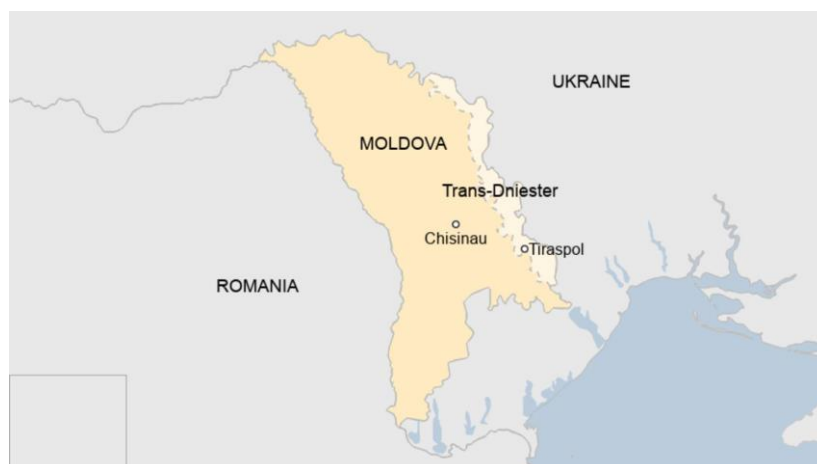 UKRAINE
MOLDOVA
Trans-Dniester
Chisinau
Tiraspol
ROMANIA